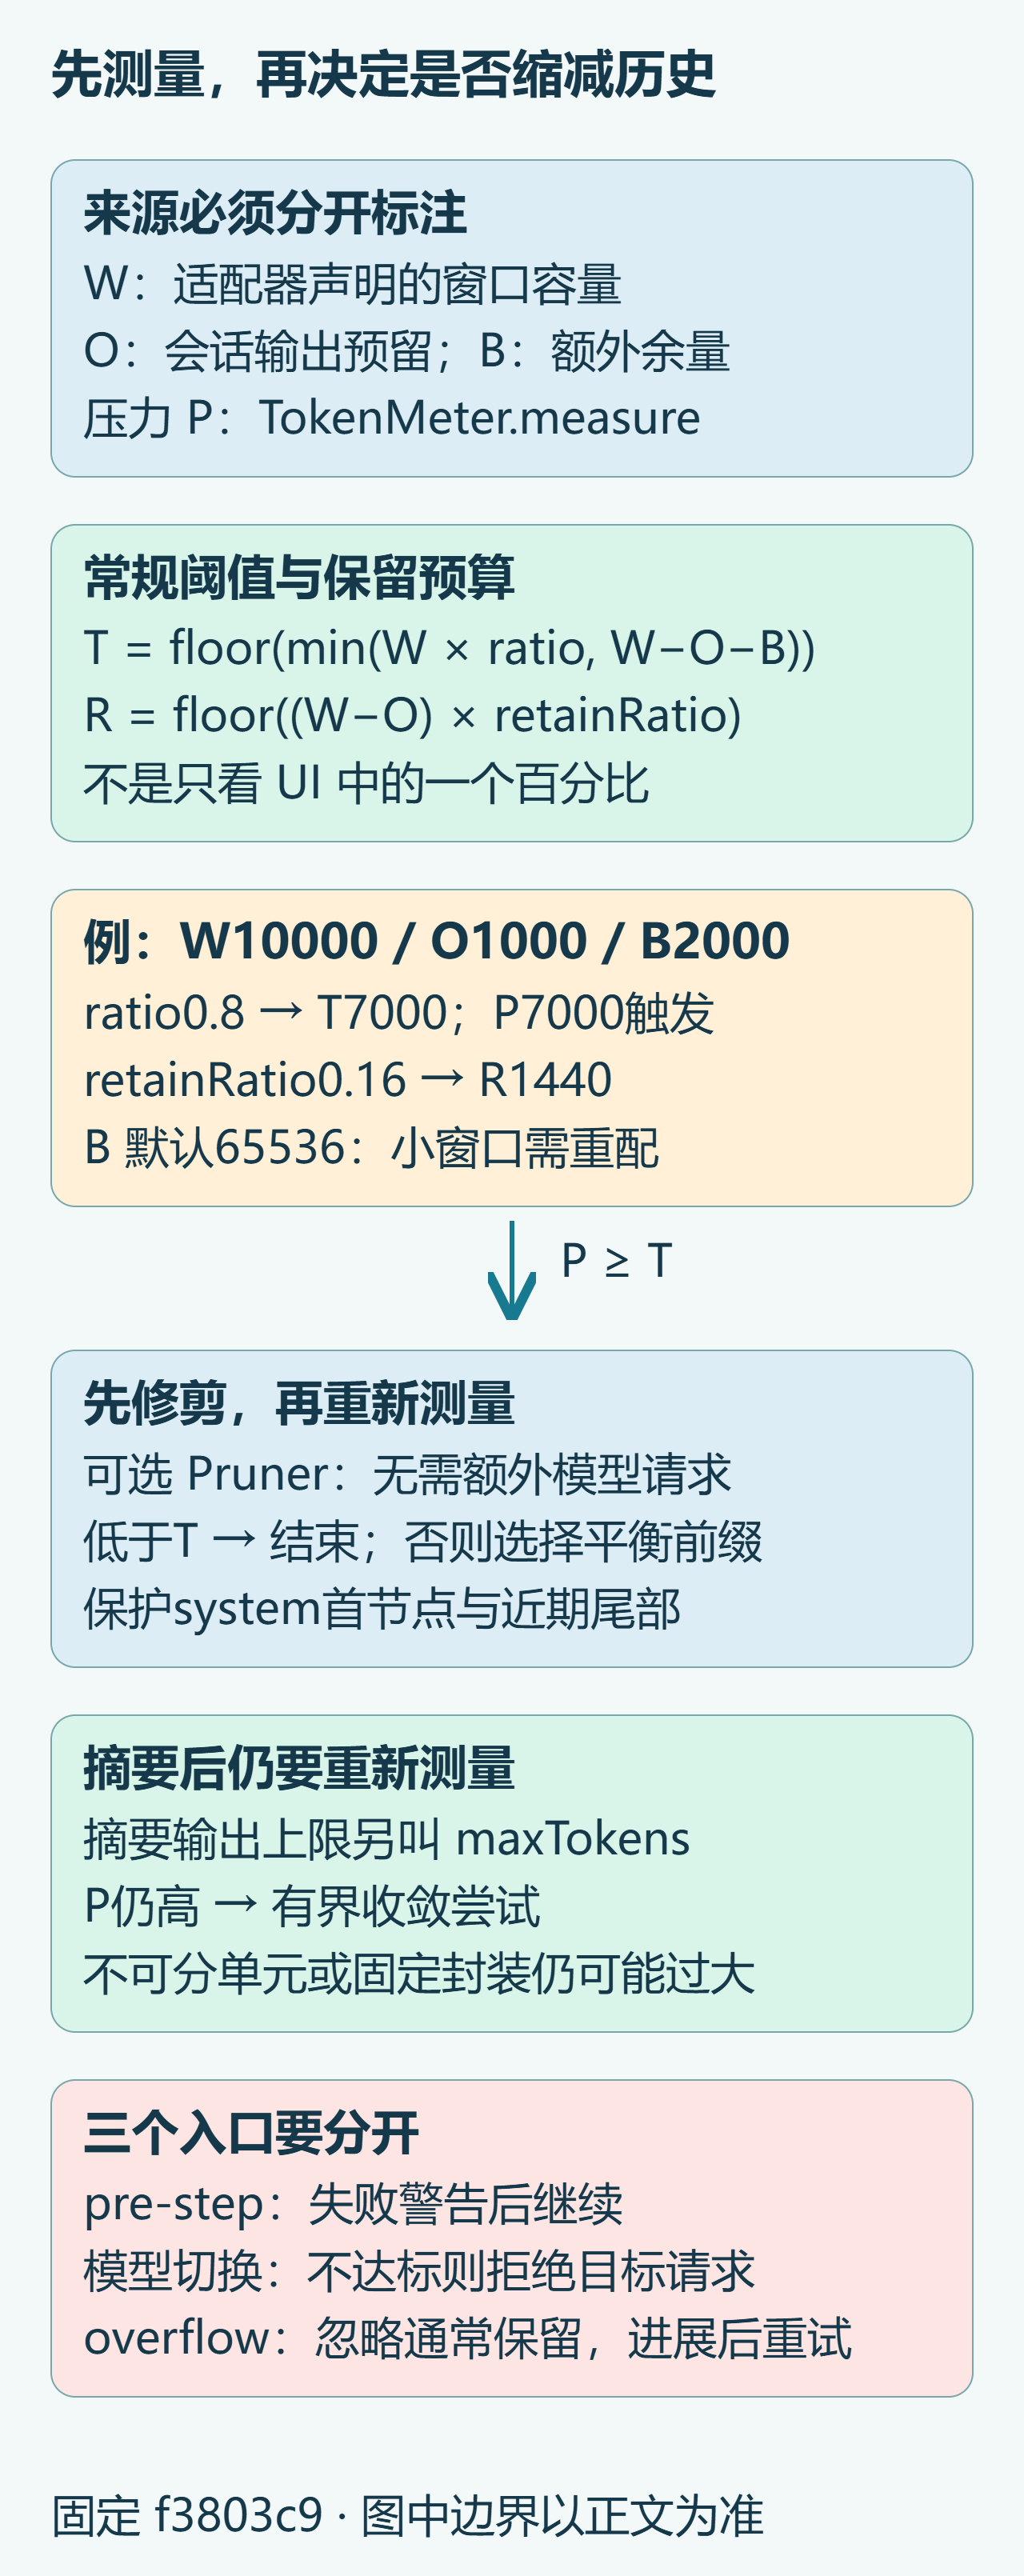 先测量，再决定是否缩减历史
来源必须分开标注
W：适配器声明的窗口容量
O：会话输出预留；B：额外余量
压力 P：TokenMeter.measure
常规阈值与保留预算
T = floor(min(W × ratio, W−O−B))
R = floor((W−O) × retainRatio)
不是只看 UI 中的一个百分比
例：W10000 / O1000 / B2000
ratio0.8 → T7000；P7000触发
retainRatio0.16 → R1440
B 默认65536：小窗口需重配
P ≥ T
先修剪，再重新测量
可选 Pruner：无需额外模型请求
低于T → 结束；否则选择平衡前缀
保护system首节点与近期尾部
摘要后仍要重新测量
摘要输出上限另叫 maxTokens
P仍高 → 有界收敛尝试
不可分单元或固定封装仍可能过大
三个入口要分开
pre-step：失败警告后继续
模型切换：不达标则拒绝目标请求
overflow：忽略通常保留，进展后重试
固定 f3803c9 · 图中边界以正文为准